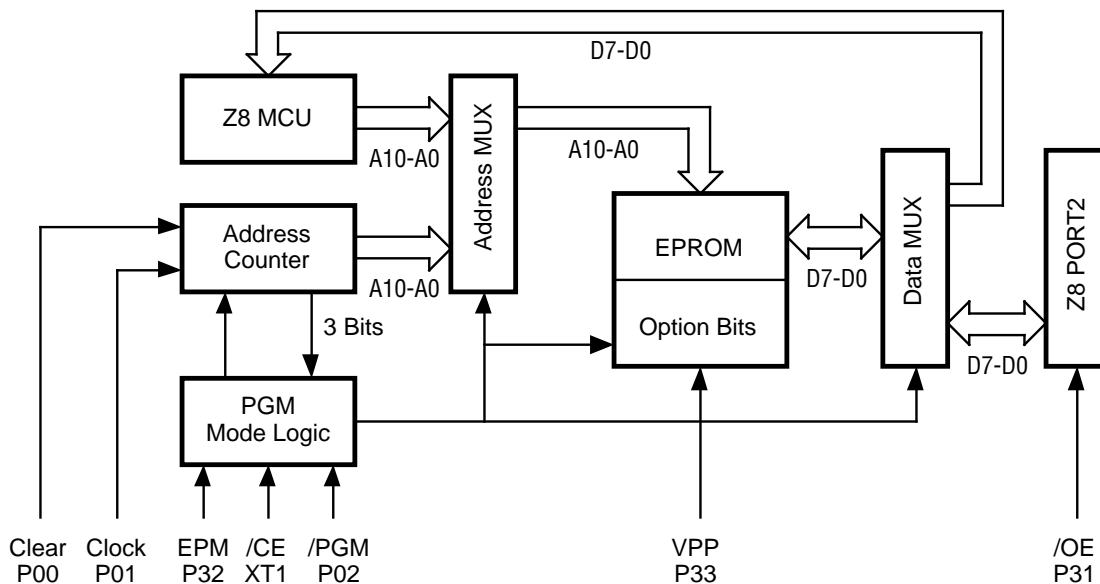 D7-D0
Z8 MCU
A10-A0
Address MUX
A10-A0
Address
Counter
A10-A0
3 Bits
EPROM
Option Bits
D7-D0
Data MUX
Z8 PORT2
D7-D0
PGM
Mode Logic
Clear
P00
Clock
P01
EPM
P32
/CE
XT1
/PGM
P02
VPP
P33
/OE
P31